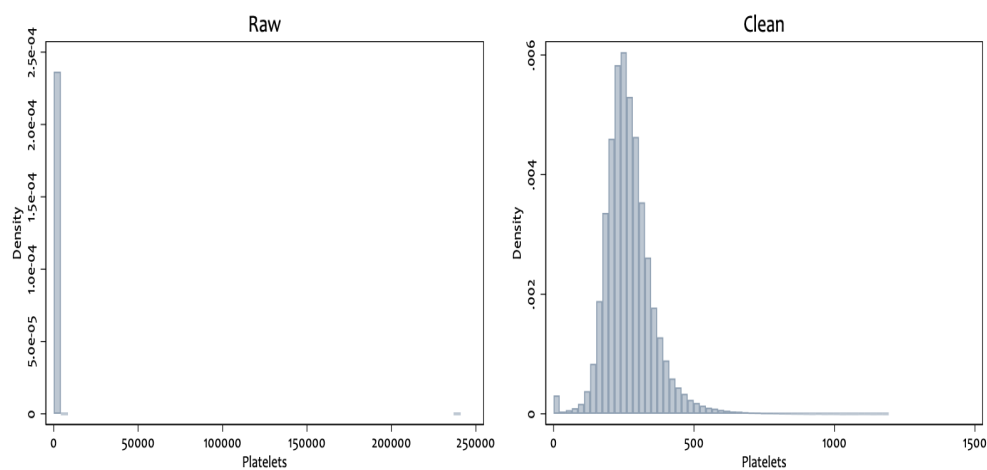 Raw
Density
2.5e-04
2.0e-04
1.5e-04
1.0e-04
5.0e-05
0
0 50000 100000 150000 200000 250000
Platelets
Clean
Density
.006
.004
.002
0
0 500 1000 1500
Platelets